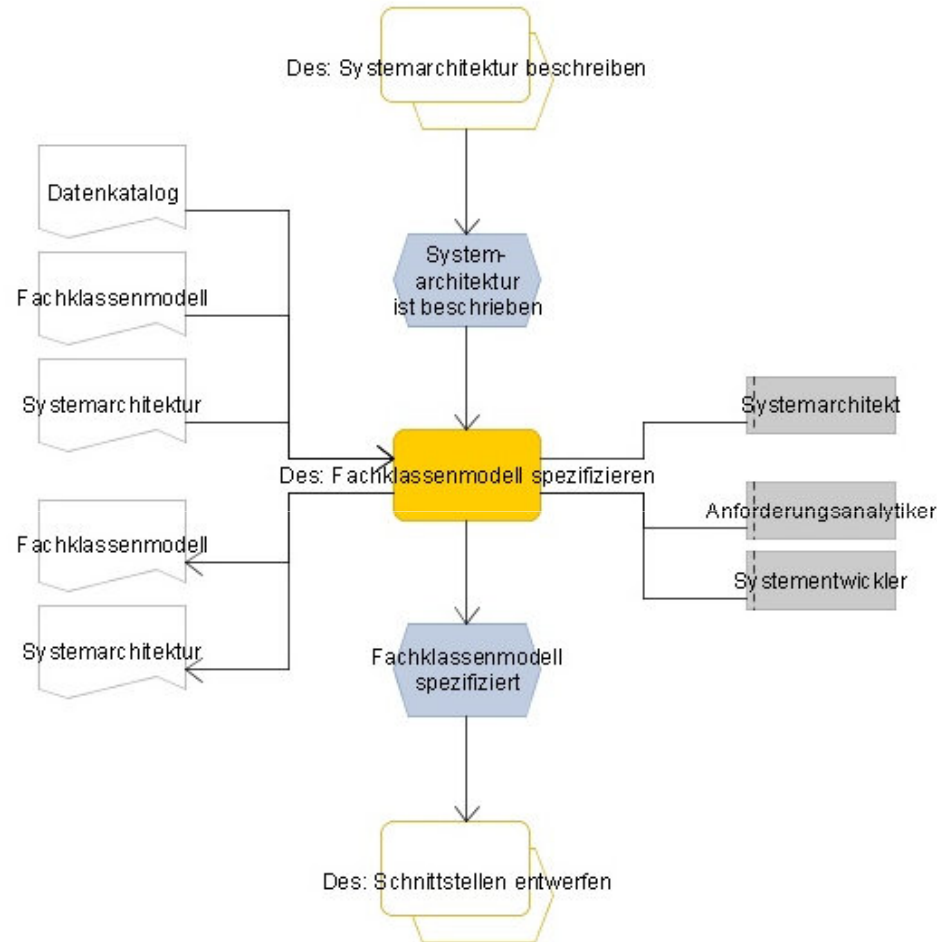 Des: Systemarchitektur beschreiben
Datenkatalog
Fachklassenmodell
Systemarchitektur
System-
architektur
ist beschrieben
Systemarchitekt
Des: Fachklassenmodell spezifizieren
Anforderungsanalytiker
Systementwickler
Fachklassenmodell
Systemarchitektur
Fachklassenmodell
spezifiziert
Des: Schnittstellen entwerfen